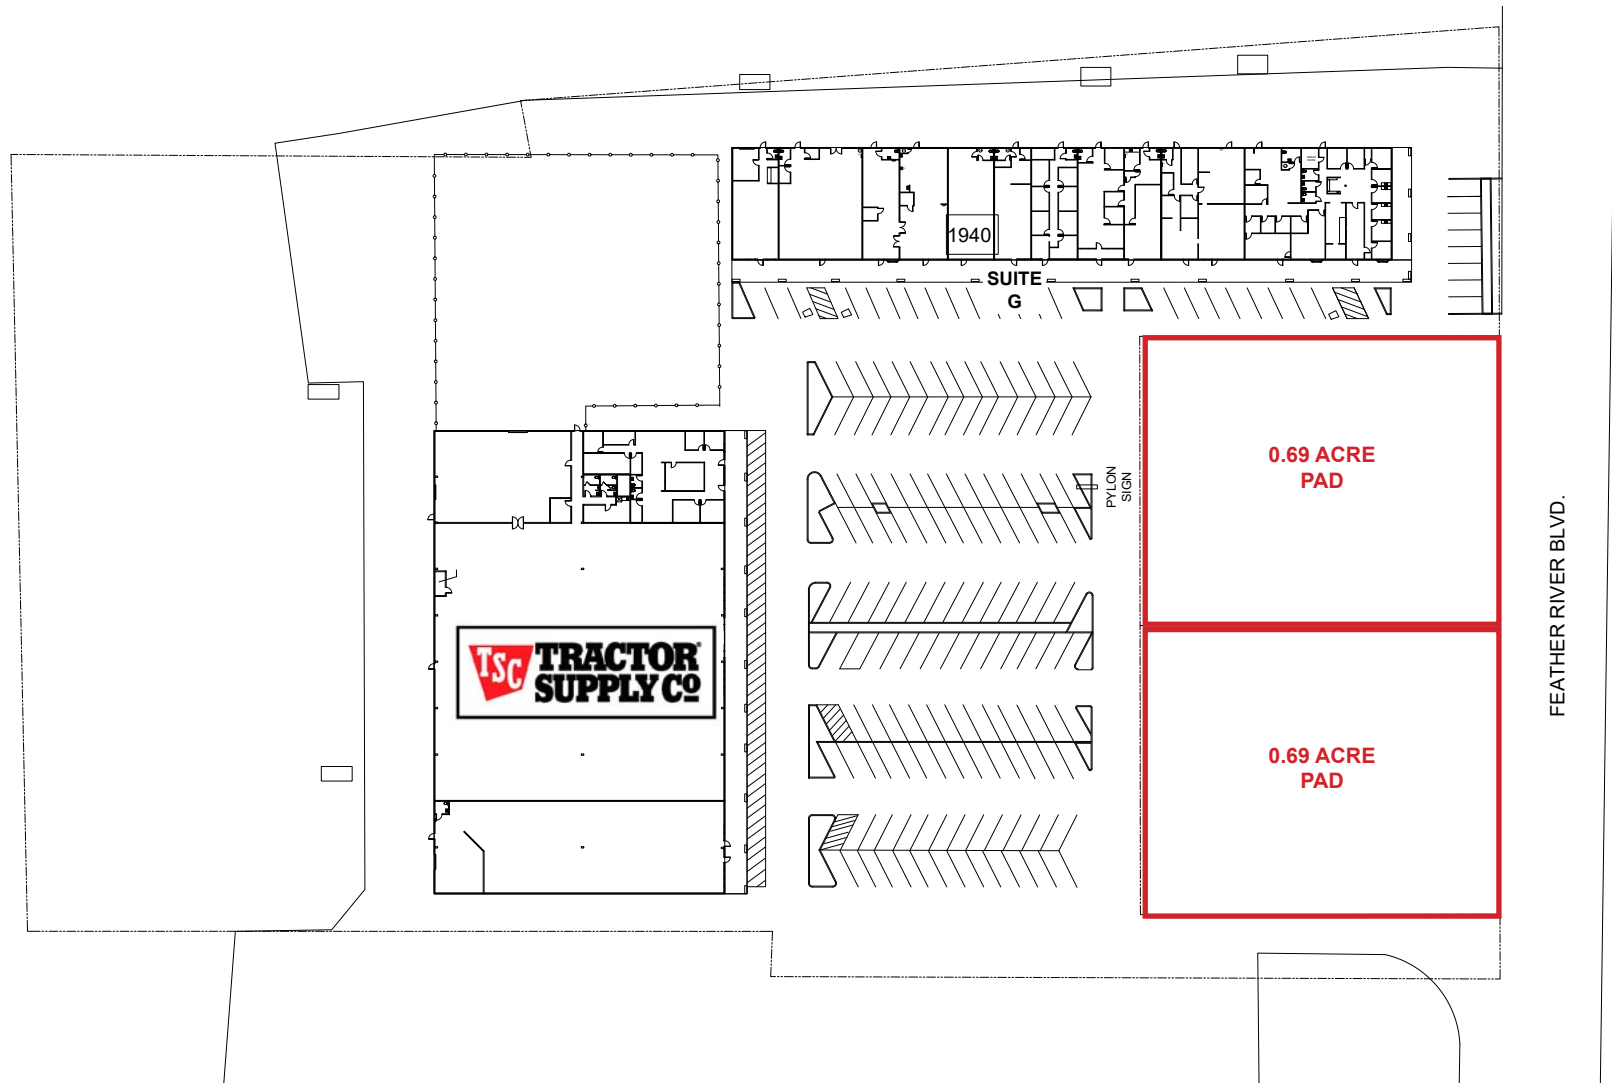 1940
SUITE
G
0.69 ACRE
PAD
PYLON
SIGN
FEATHER RIVER BLVD.
TSC TRACTOR
SUPPLY CO
0.69 ACRE
PAD